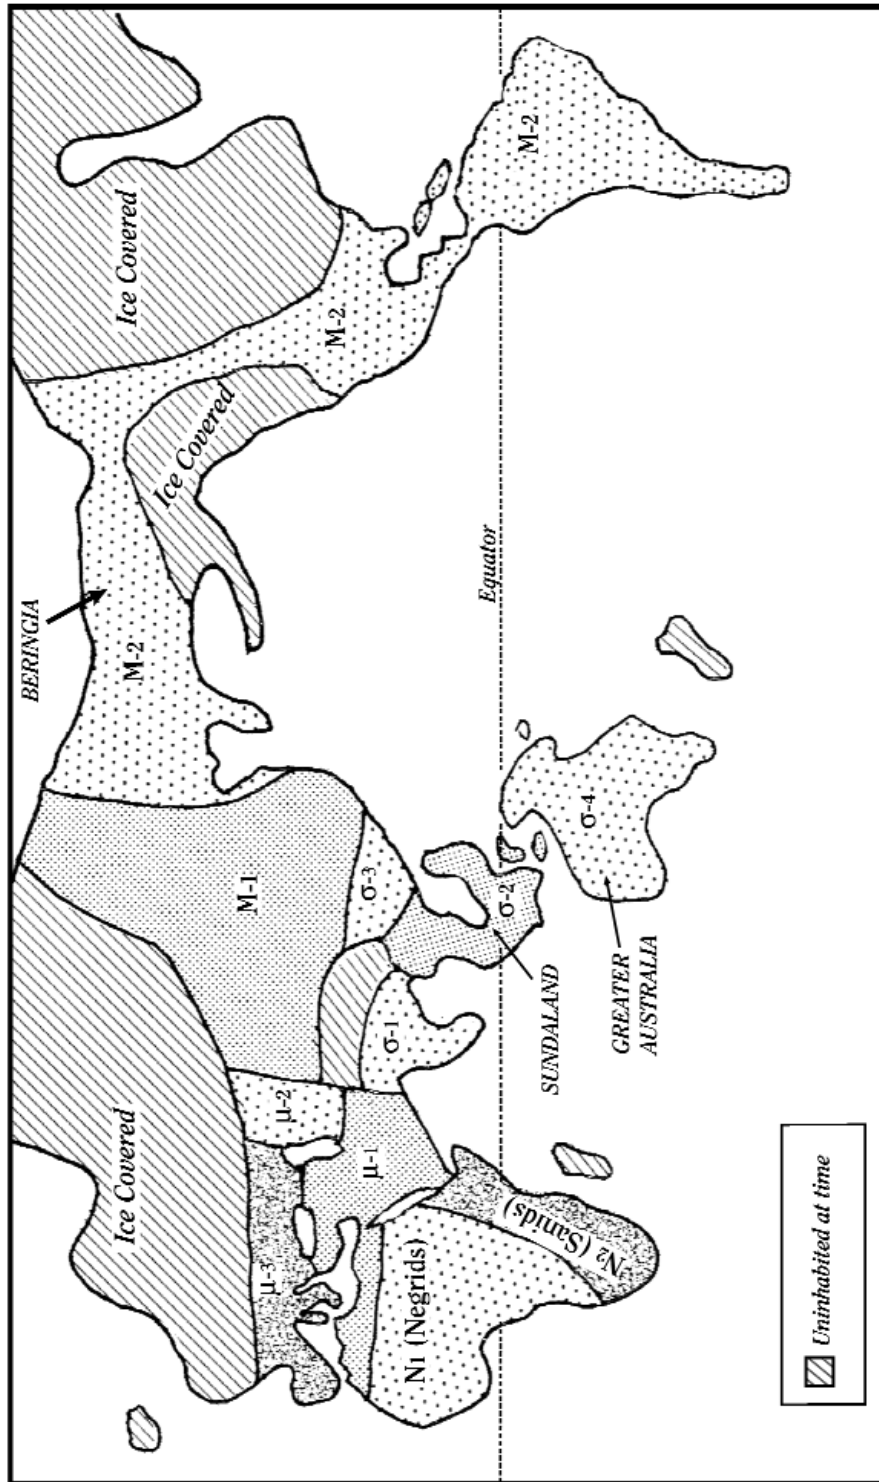 BERINGIA
Ice Covered
M-2
Ice Covered
Ice Covered
M-1
μ-3
μ-2
M-2
μ-1
σ-3
σ-1
N1 (Negrids)
Equator
σ-2
M-2
N2 (Sanids)
SUNDALAND
σ-4
GREATER
AUSTRALIA
Uninhabited at time